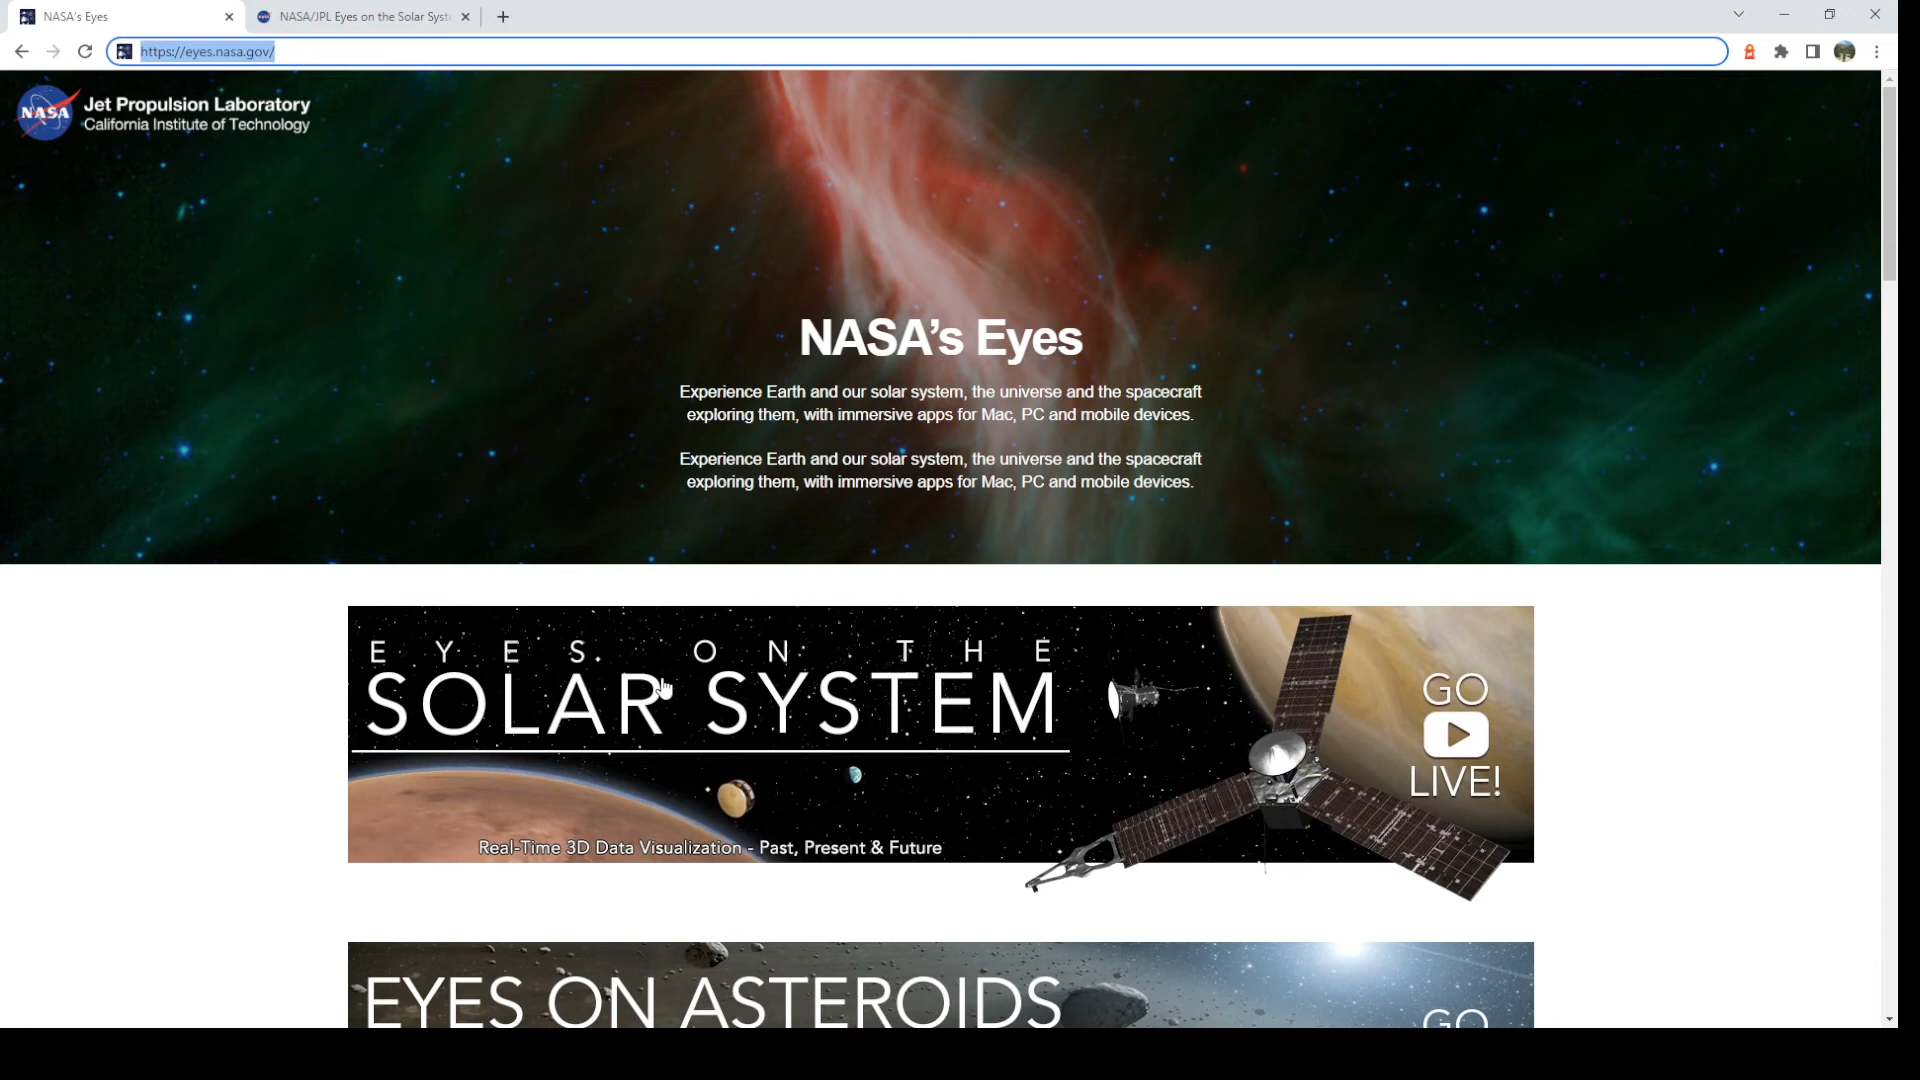 NASA's Eyes
NASA/JPL Eyes on the Solar Syst
https://eyes.nasa.gov/
NASA
Jet Propulsion Laboratory
California Institute of Technology
NASA’s Eyes
Experience Earth and our solar system, the universe and the spacecraft
exploring them, with immersive apps for Mac, PC and mobile devices.
Experience Earth and our solar system, the universe and the spacecraft
exploring them, with immersive apps for Mac, PC and mobile devices.
EYES ON THE
SOLAR SYSTEM
GO
LIVE!
Real-Time 3D Data Visualization - Past, Present & Future
EYES ON ASTEROIDS
GO